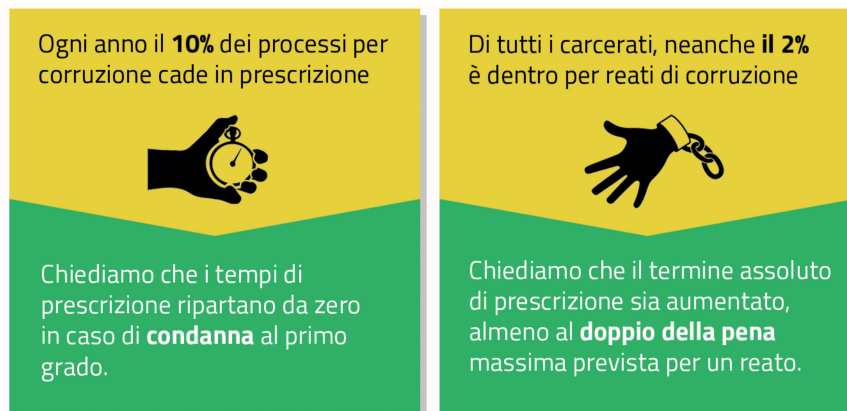 Ogni anno il 10% dei processi per
corruzione cade in prescrizione
Chiediamo che i tempi di
prescrizione ripartano da zero
in caso di condanna al primo
grado.
Di tutti i carcerati, neanche il 2%
è dentro per reati di corruzione
Chiediamo che il termine assoluto
di prescrizione sia aumentato,
almeno al doppio della pena
massima prevista per un reato.